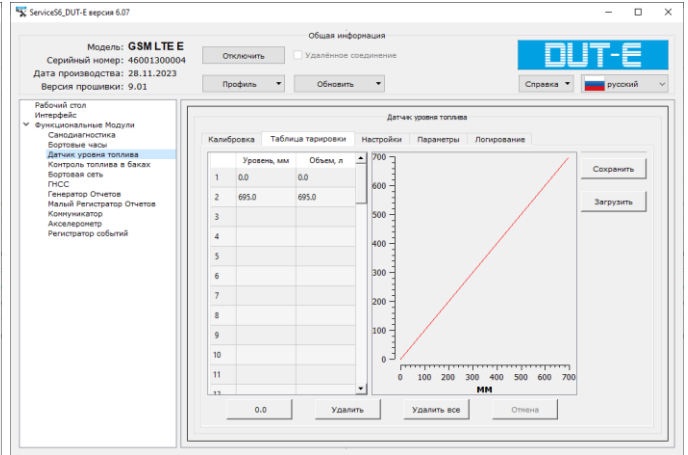 ServiceS6_DUT-E версия 6.07
Общая информация
Модель: GSM LTE E
Серийный номер: 46001300004
Дата производства: 28.11.2023
Версия прошивки: 9.01
Отключить
Удалённое соединение
Профиль
Обновить
DUT-E
Справка
русский
Рабочий стол
Интерфейс
Функциональные Модули
Санодиагностика
Бортовые часы
Датчик уровня топлива
Контроль топлива в баках
Бортовая сеть
ГНСС
Генератор Отчетов
Малый Регистратор Отчетов
Коммуникатор
Акселерометр
Регистратор событий
Датчик уровня топлива
Калибровка Таблица тарировки Настройки Параметры Логирование
Уровень, мм Объем, л
1 0.0 0.0
2 695.0 695.0
3
4
5
6
7
8
9
10
11
12
700
600
500
400
300
200
100
0
0 100 200 300 400 500 600 700
мм
Сохранить
Загрузить
0.0 Удалить Удалить все Отмена